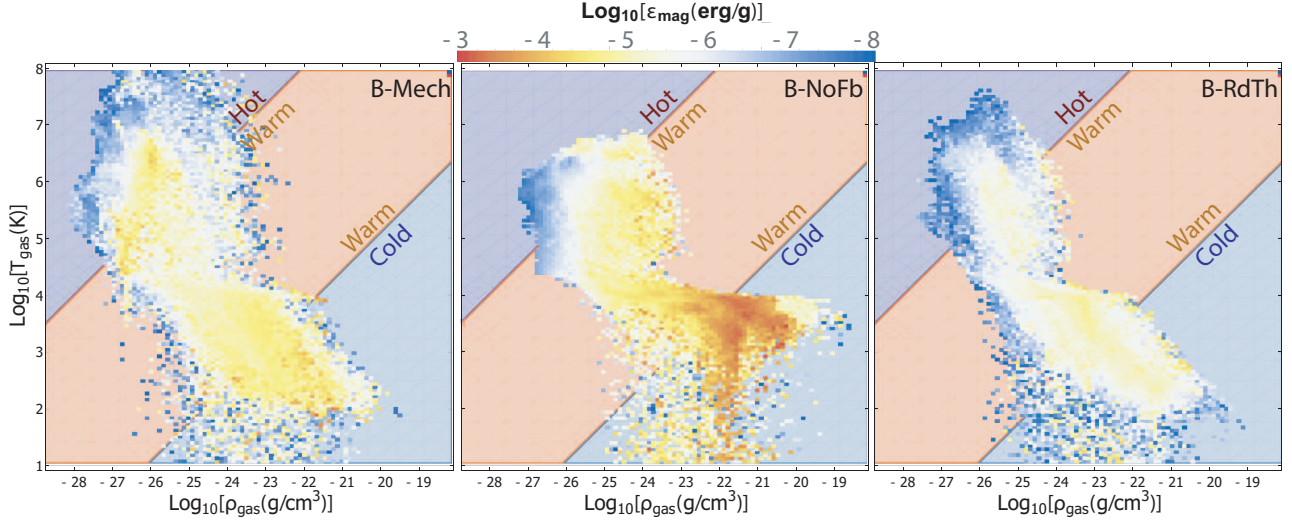 Log10[εmag(erg/g)]
- 3 - 4 - 5 - 6 - 7 - 8
B-Mech B-NoFb B-RdTh
Hot Hot Hot
Warm Warm Warm
Warm Warm Warm
Cold Cold Cold
8
7
6
5
4
3
2
1
Log10[Tgas(K)]
- 28 - 27 - 26 - 25 - 24 - 23 - 22 - 21 - 20 - 19 - 28 - 27 - 26 - 25 - 24 - 23 - 22 - 21 - 20 - 19 - 28 - 27 - 26 - 25 - 24 - 23 - 22 - 21 - 20 - 19
Log10[ρgas(g/cm3)] Log10[ρgas(g/cm3)] Log10[ρgas(g/cm3)]